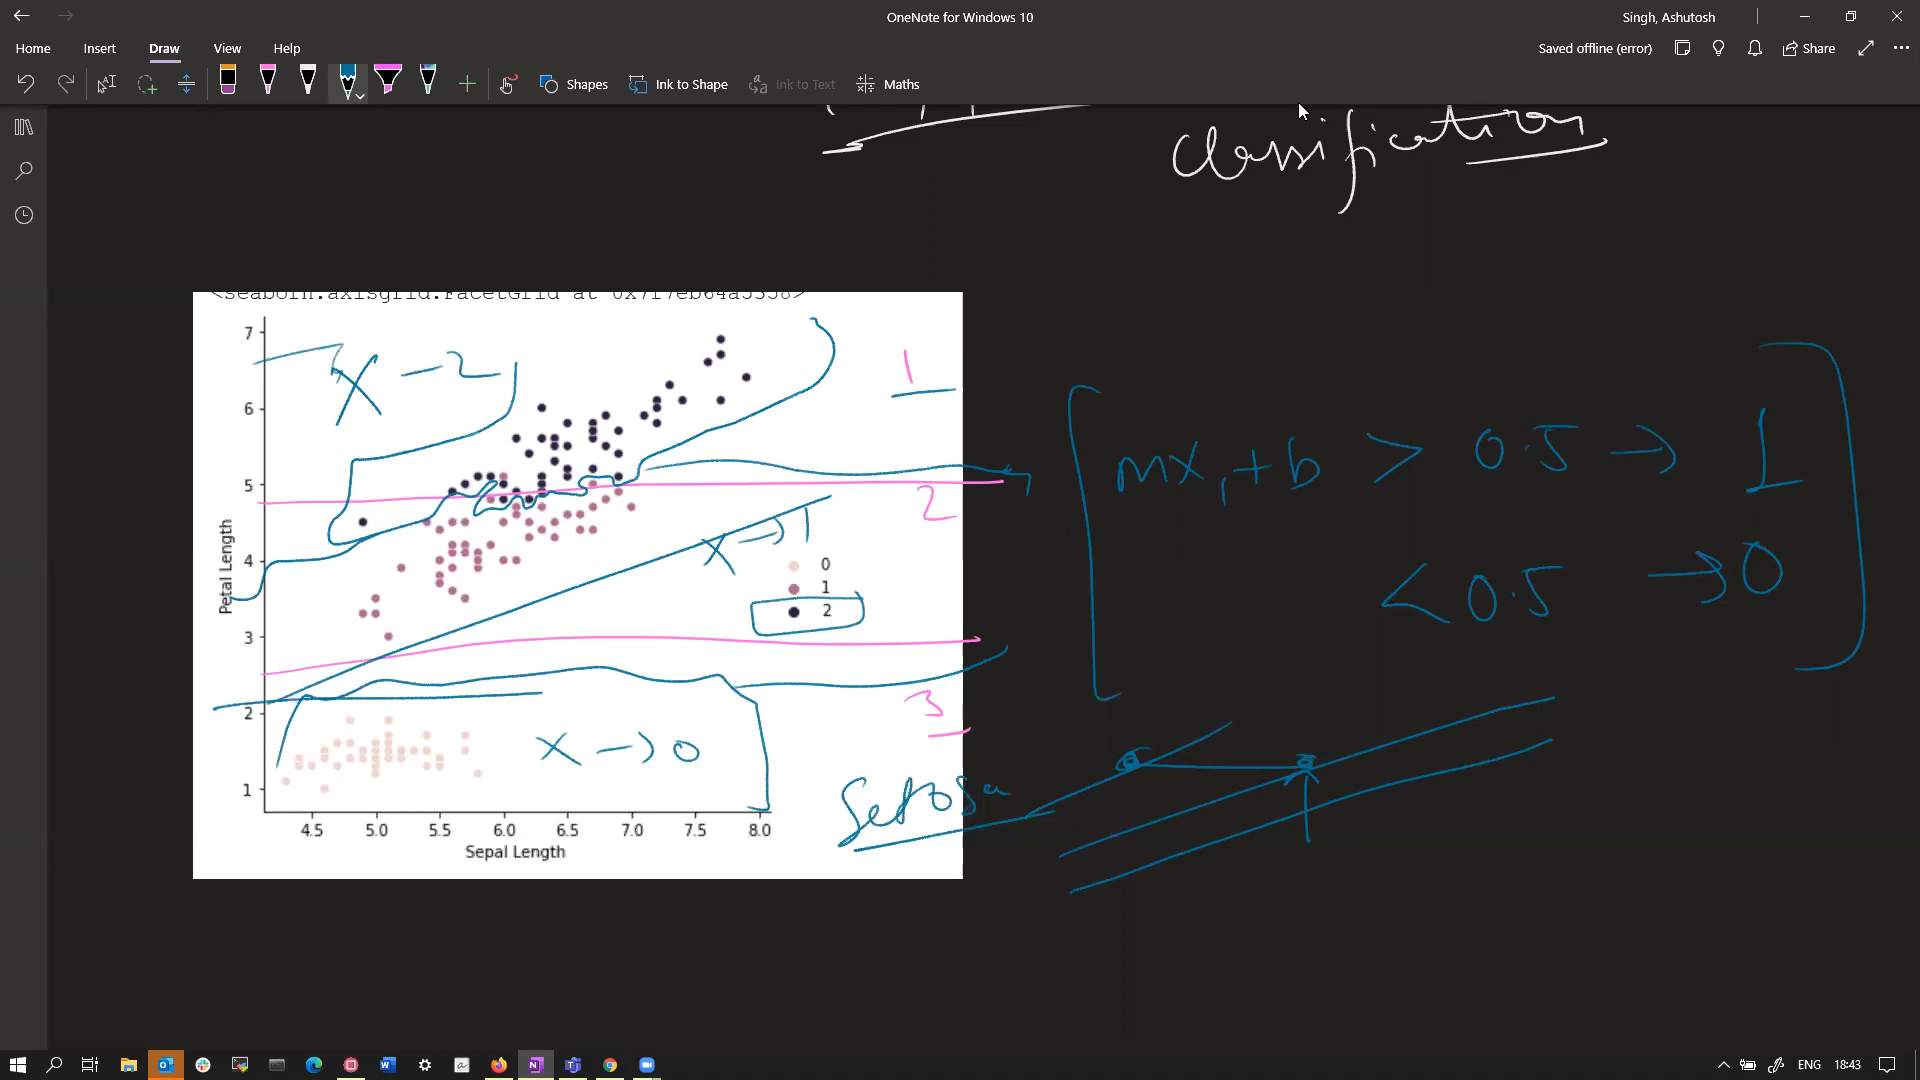 OneNote for Windows 10
Singh, Ashutosh
Home Insert Draw View Help
Saved offline (error) Share
Shapes Ink to Shape Ink to Text Maths
Classification
<seaborn.axisgrid.FacetGrid at
7
6
5
4
3
2
1
Petal Length
4.5 5.0 5.5 6.0 6.5 7.0 7.5 8.0
Sepal Length
0
1
2
X - 2
X → 1
X → 0
1
2
3
Setosa
mx1 + b > 0.5 → 1
< 0.5 → 0
ENG 18:43